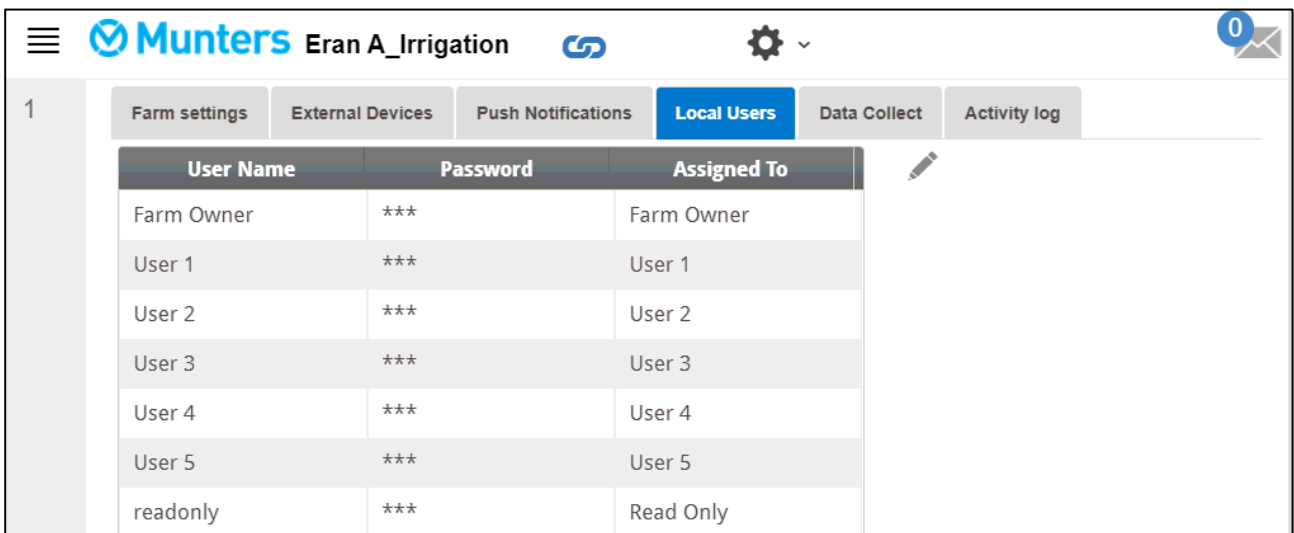 Munters Eran A_Irrigation 0
1 Farm settings External Devices Push Notifications Local Users Data Collect Activity log
User Name Password Assigned To
Farm Owner *** Farm Owner
User 1 *** User 1
User 2 *** User 2
User 3 *** User 3
User 4 *** User 4
User 5 *** User 5
readonly *** Read Only